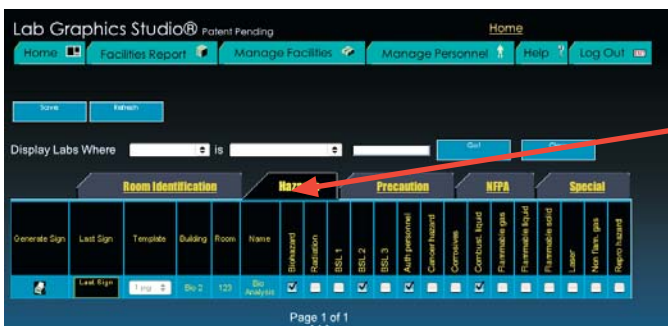 Lab Graphics Studio® Patent Pending
Home
Home Facilities Report Manage Facilities Manage Personnel Help Log Out
Save Refresh
Display Labs Where is Go!
Room Identification Precaution NFPA Special
Generate Sign Last Sign Template Building Room Name Biohazard Radiation BSL 1 BSL 2 BSL 3 Auth personnel Cancer hazard Corrosives Combust. liquid Flammable gas Flammable liquid Flammable solid Laser Non flam. gas Repro hazard
Last Sign 1.jpg Bio 2 123 Bio Analysis
Page 1 of 1